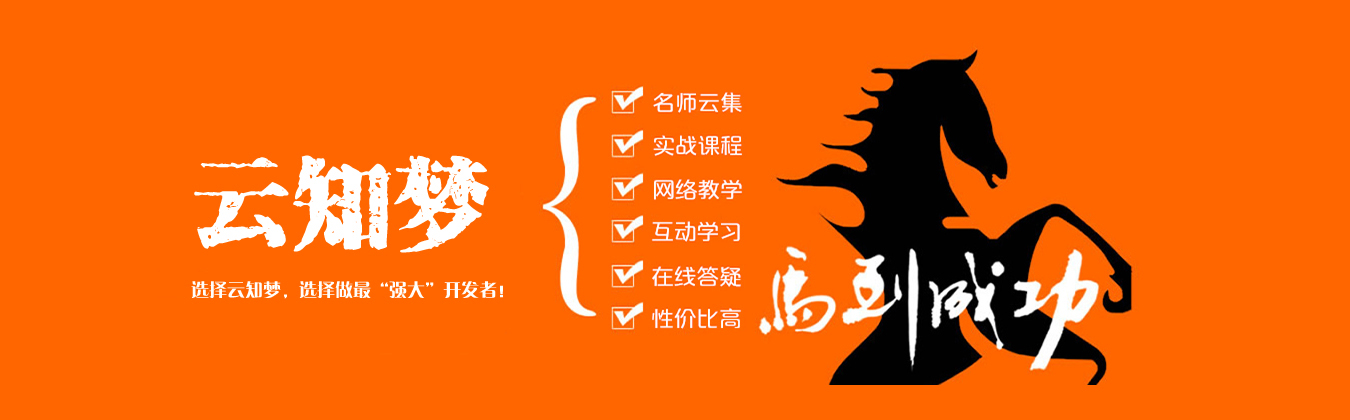 云知梦
选择云知梦，选择做最“强大”开发者！
名师云集
实战课程
网络教学
互动学习
在线答疑
性价比高
馬到成功